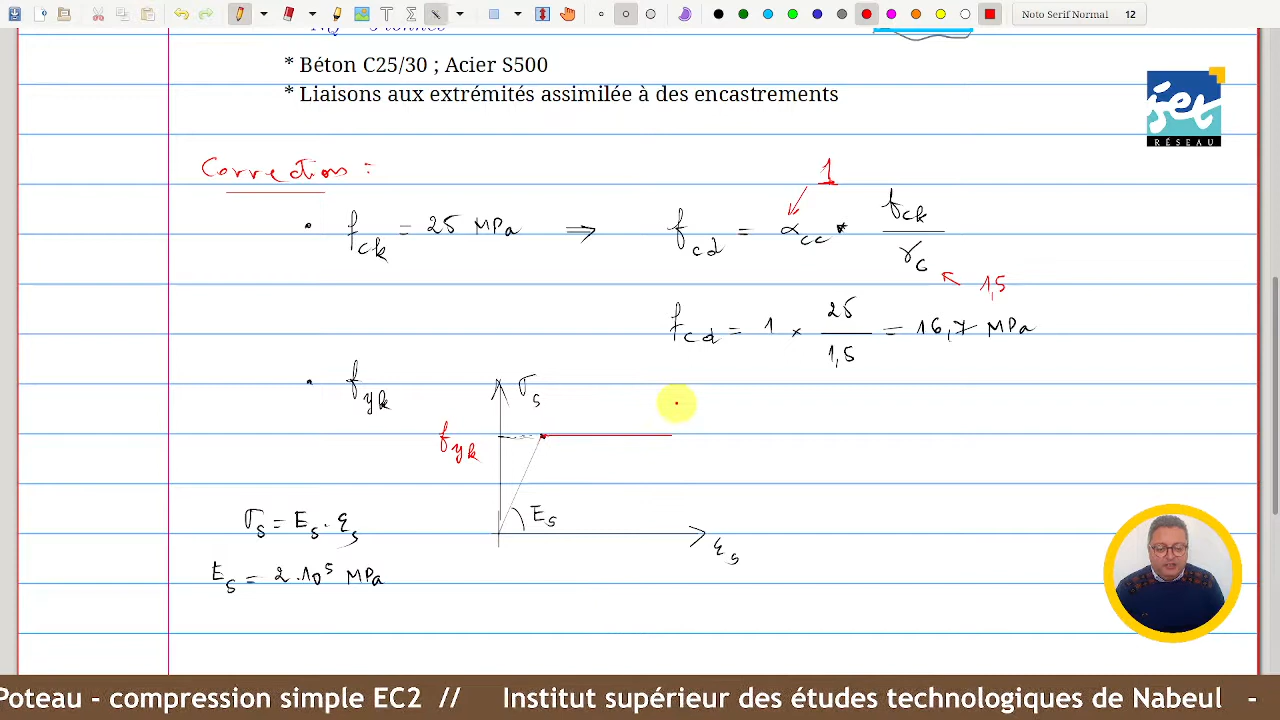 Noto Serif Normal 12
* Béton C25/30 ; Acier S500
* Liaisons aux extrémités assimilée à des encastrements
iset
RÉSEAU
Correction :
1
• fck = 25 MPa ⇒ fcd = αcc * fck / γc
1,5
fcd = 1 × 25 / 1,5 = 16,7 MPa
• fyk
σs
fyk
Es
σs = Es . εs
εs
Es = 2.10⁵ MPa
Poteau - compression simple EC2 // Institut supérieur des études technologiques de Nabeul -